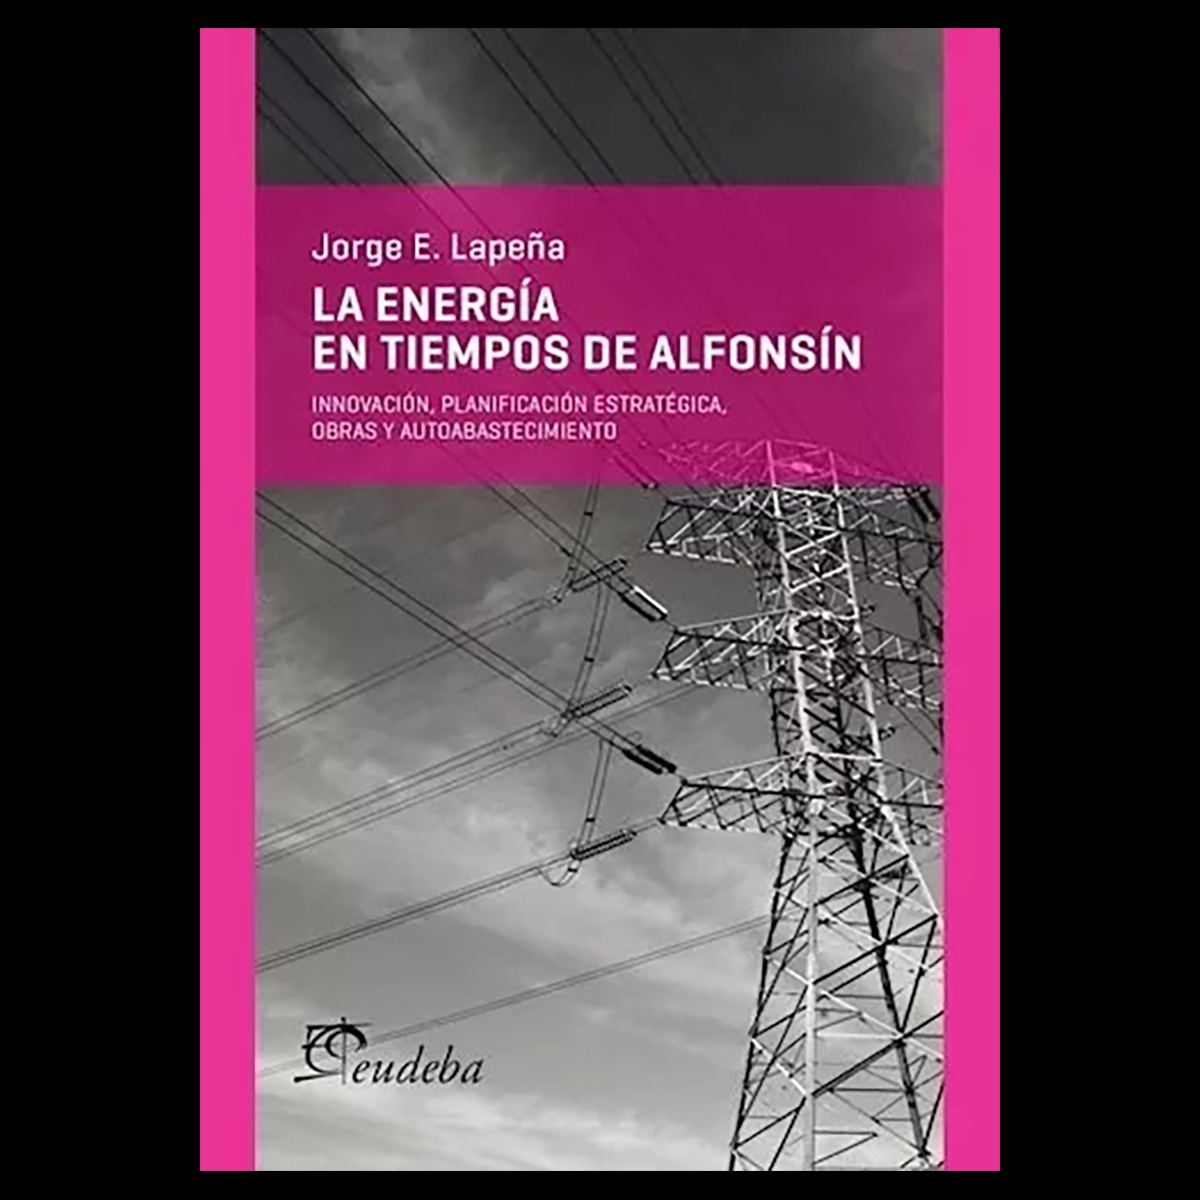 Jorge E. Lapeña
LA ENERGÍA
EN TIEMPOS DE ALFONSÍN
INNOVACIÓN, PLANIFICACIÓN ESTRATÉGICA,
OBRAS Y AUTOABASTECIMIENTO
eudeba